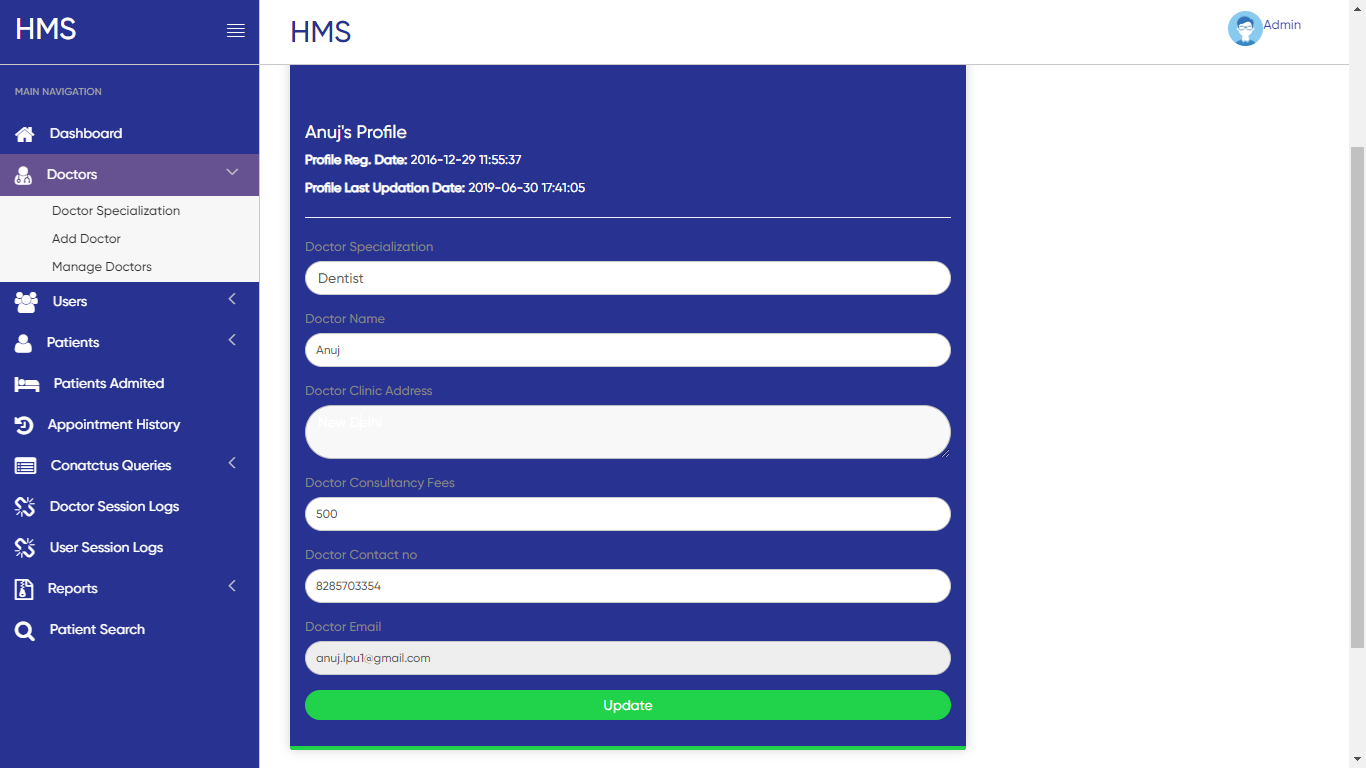 HMS
MAIN NAVIGATION
Dashboard
Doctors
Doctor Specialization
Add Doctor
Manage Doctors
Users
Patients
Patients Admited
Appointment History
Conatctus Queries
Doctor Session Logs
User Session Logs
Reports
Patient Search
HMS
Admin
Anuj's Profile
Profile Reg. Date: 2016-12-29 11:55:37
Profile Last Updation Date: 2019-06-30 17:41:05
Doctor Specialization
Dentist
Doctor Name
Anuj
Doctor Clinic Address
New Delhi
Doctor Consultancy Fees
500
Doctor Contact no
8285703354
Doctor Email
anuj.lpu1@gmail.com
Update